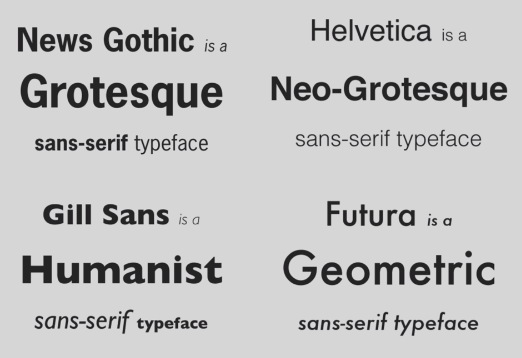 News Gothic is a
Grotesque
sans-serif typeface
Helvetica is a
Neo-Grotesque
sans-serif typeface
Gill Sans is a
Humanist
sans-serif typeface
Futura is a
Geometric
sans-serif typeface